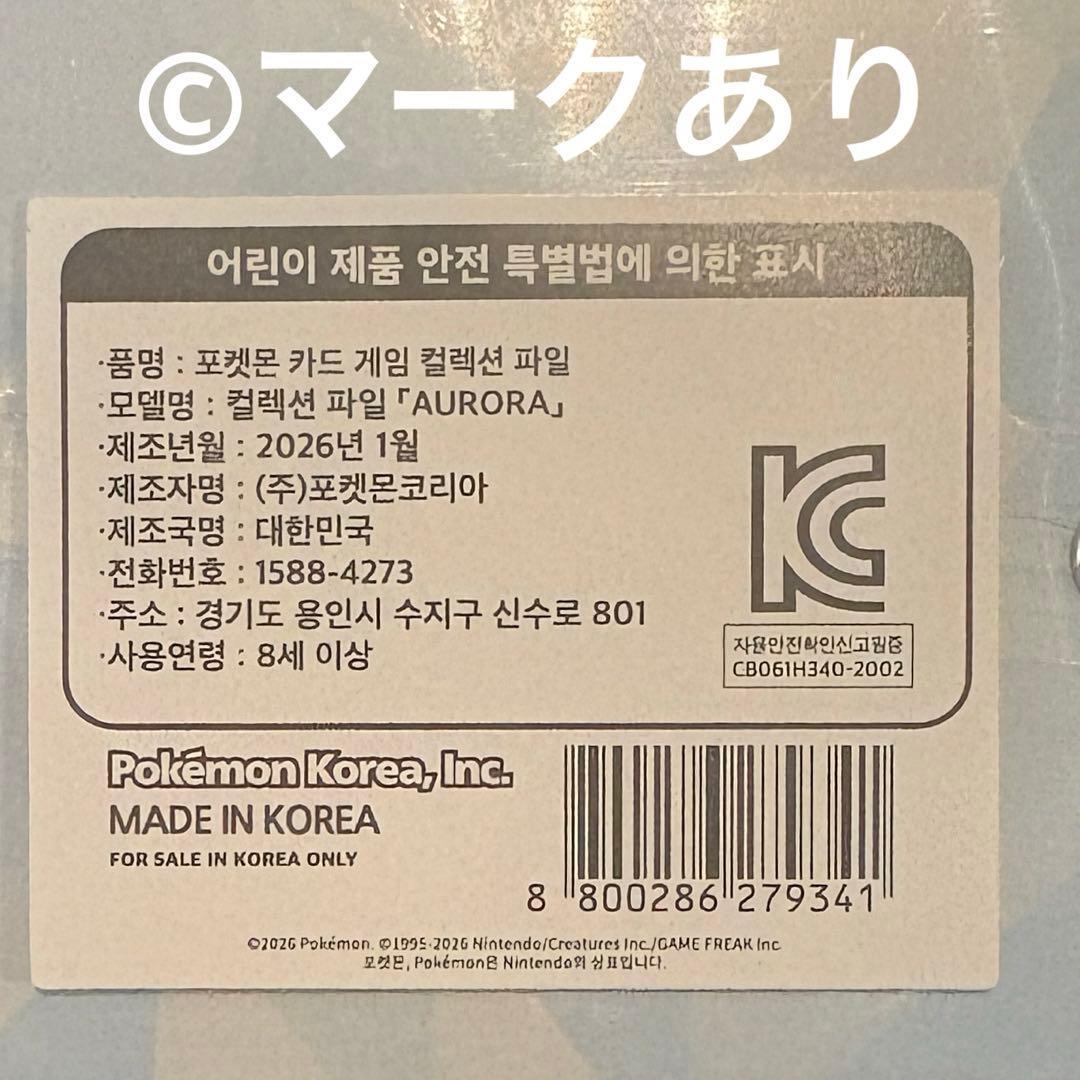 ©マークあり
어린이 제품 안전 특별법에 의한 표시
·품명 : 포켓몬 카드 게임 컬렉션 파일
·모델명 : 컬렉션 파일 「AURORA」
·제조년월 : 2026년 1월
·제조자명 : (주)포켓몬코리아
·제조국명 : 대한민국
·전화번호 : 1588-4273
·주소 : 경기도 용인시 수지구 신수로 801
·사용연령 : 8세 이상
KC
자율안전확인신고필증
CB061H340-2002
Pokémon Korea, Inc.
MADE IN KOREA
FOR SALE IN KOREA ONLY
8 800286 279341
©2026 Pokémon. ©1995-2026 Nintendo/Creatures Inc./GAME FREAK Inc.
포켓몬, Pokémon은 Nintendo의 상표입니다.